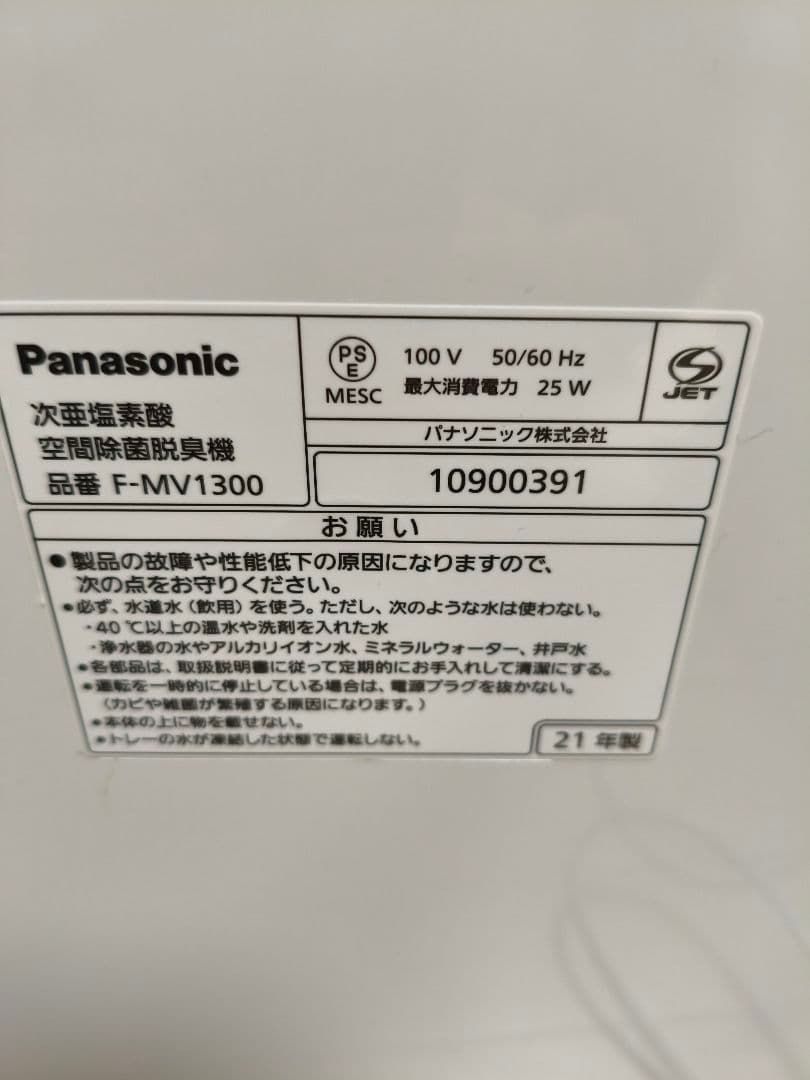 Panasonic
次亜塩素酸
空間除菌脱臭機
品番 F-MV1300
PS
E
MESC
100 V 50/60 Hz
最大消費電力 25 W
JET
パナソニック株式会社
10900391
お願い
●製品の故障や性能低下の原因になりますので、
次の点をお守りください。
●必ず、水道水（飲用）を使う。ただし、次のような水は使わない。
・40 ℃以上の温水や洗剤を入れた水
・浄水器の水やアルカリイオン水、ミネラルウォーター、井戸水
●各部品は、取扱説明書に従って定期的にお手入れして清潔にする。
●運転を一時的に停止している場合は、電源プラグを抜かない。
（カビや雑菌が繁殖する原因になります。）
●本体の上に物を載せない。
●トレーの水が凍結した状態で運転しない。
21 年製